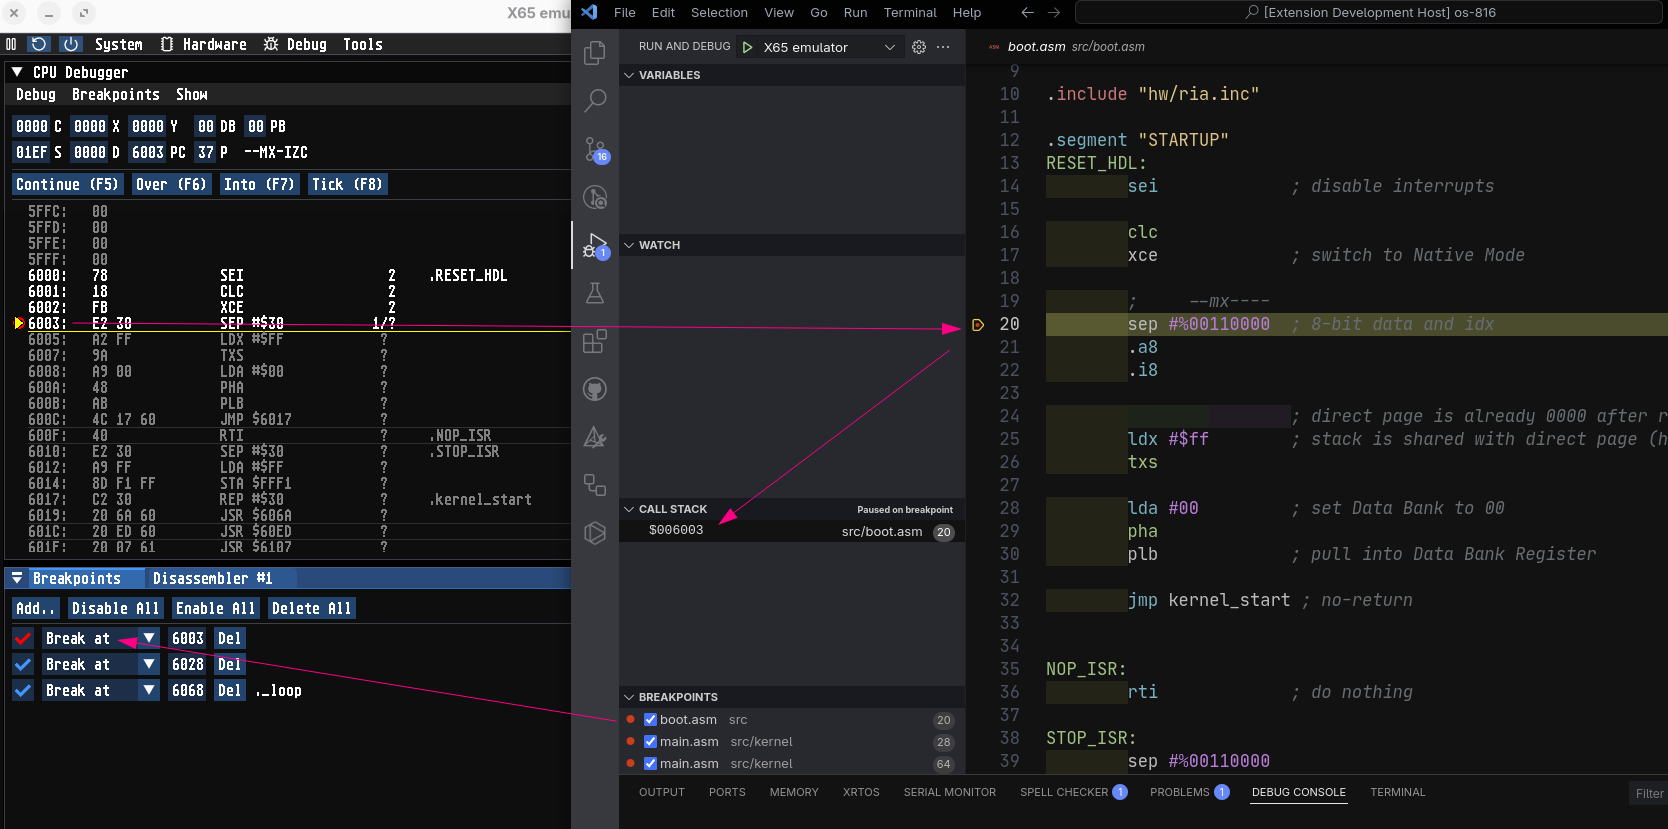 X65 emu
System Hardware Debug Tools
CPU Debugger
Debug Breakpoints Show
0000 C 0000 X 0000 Y 00 DB 00 PB
01EF S 0000 D 6003 PC 37 P --MX-IZC
Continue (F5) Over (F6) Into (F7) Tick (F8)
5FFC: 00
5FFD: 00
5FFE: 00
5FFF: 00
6000: 78 SEI 2 .RESET_HDL
6001: 18 CLC 2
6002: FB XCE 2
6003: E2 30 SEP #$30 1/?
6005: A2 FF LDX #$FF ?
6007: 9A TXS ?
6008: A9 00 LDA #$00 ?
600A: 48 PHA ?
600B: AB PLB ?
600C: 4C 17 60 JMP $6017 ?
600F: 40 RTI ? .NOP_ISR
6010: E2 30 SEP #$30 ? .STOP_ISR
6012: A9 FF LDA #$FF ?
6014: 8D F1 FF STA $FFF1 ?
6017: C2 30 REP #$30 ? .kernel_start
6019: 20 6A 60 JSR $606A ?
601C: 20 ED 60 JSR $60ED ?
601F: 20 07 61 JSR $6107 ?
Breakpoints Disassembler #1
Add.. Disable All Enable All Delete All
Break at 6003 Del
Break at 6028 Del
Break at 6068 Del ._loop
File Edit Selection View Go Run Terminal Help
[Extension Development Host] os-816
RUN AND DEBUG X65 emulator ···
16
1
VARIABLES
WATCH
CALL STACK Paused on breakpoint
$006003 src/boot.asm 20
BREAKPOINTS
boot.asm src 20
main.asm src/kernel 28
main.asm src/kernel 64
boot.asm src/boot.asm
9
10 .include "hw/ria.inc"
11
12 .segment "STARTUP"
13 RESET_HDL:
14 sei ; disable interrupts
15
16 clc
17 xce ; switch to Native Mode
18
19 ; --mx----
20 sep #%00110000 ; 8-bit data and idx
21 .a8
22 .i8
23
24 ; direct page is already 0000 after r
25 ldx #$ff ; stack is shared with direct page (h
26 txs
27
28 lda #00 ; set Data Bank to 00
29 pha
30 plb ; pull into Data Bank Register
31
32 jmp kernel_start ; no-return
33
34
35 NOP_ISR:
36 rti ; do nothing
37
38 STOP_ISR:
39 sep #%00110000
OUTPUT PORTS MEMORY XRTOS SERIAL MONITOR SPELL CHECKER 1 PROBLEMS 1 DEBUG CONSOLE TERMINAL Filter